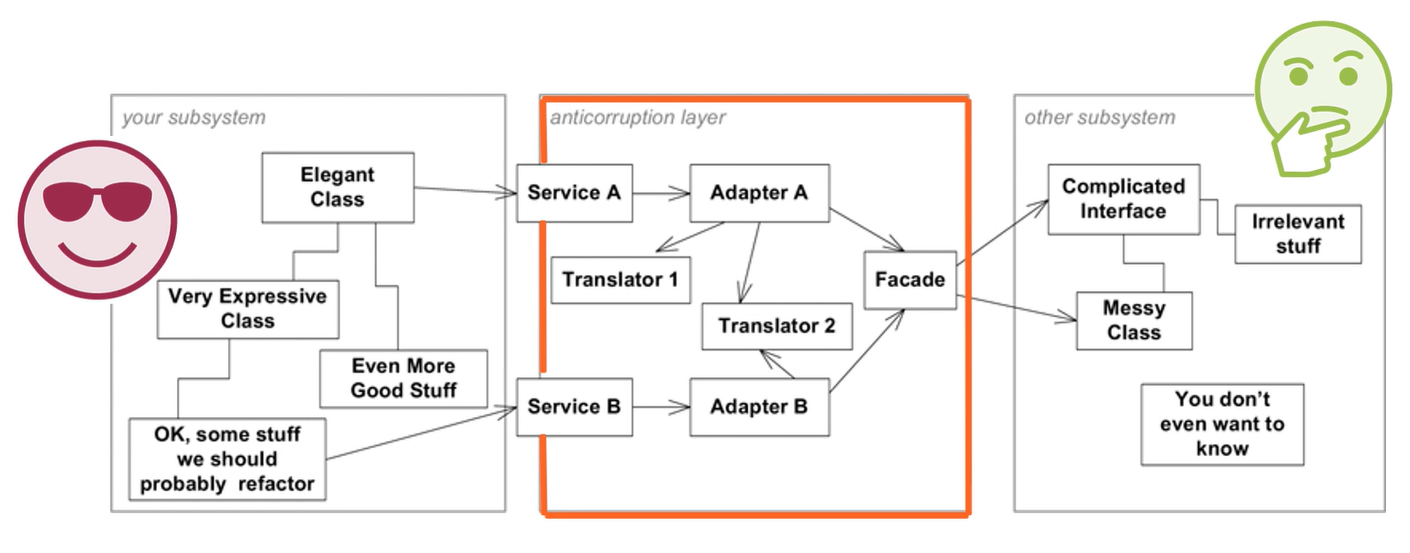 your subsystem
anticorruption layer
other subsystem
Elegant
Class
Service A
Adapter A
Complicated
Interface
Irrelevant
stuff
Translator 1
Facade
Very Expressive
Class
Translator 2
Messy
Class
Even More
Good Stuff
Service B
Adapter B
You don’t
even want to
know
OK, some stuff
we should
probably refactor